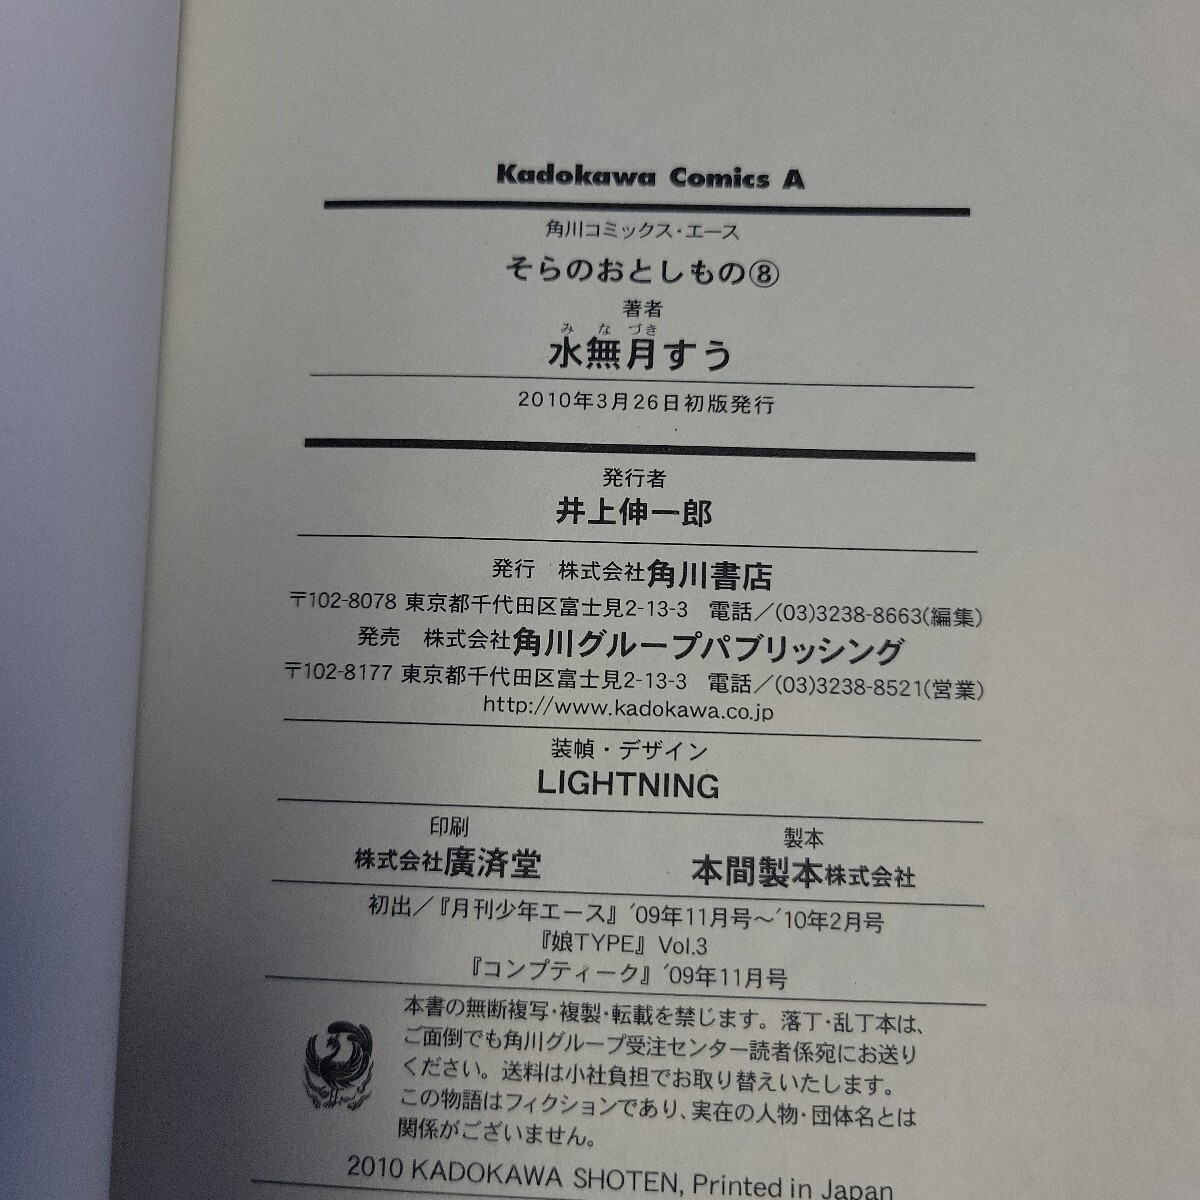 Kadokawa Comics A
角川コミックス・エース
そらのおとしもの⑧
著者
みなづき
水無月すう
2010年3月26日初版発行
発行者
井上伸一郎
発行 株式会社角川書店
〒102-8078 東京都千代田区富士見2-13-3 電話／(03)3238-8663(編集)
発売 株式会社角川グループパブリッシング
〒102-8177 東京都千代田区富士見2-13-3 電話／(03)3238-8521(営業)
http://www.kadokawa.co.jp
装幀・デザイン
LIGHTNING
印刷 製本
株式会社廣済堂 本間製本株式会社
初出／『月刊少年エース』'09年11月号～'10年2月号
『娘TYPE』Vol.3
『コンプティーク』'09年11月号
本書の無断複写・複製・転載を禁じます。落丁・乱丁本は、
ご面倒でも角川グループ受注センター読者係宛にお送り
ください。送料は小社負担でお取り替えいたします。
この物語はフィクションであり、実在の人物・団体名とは
関係がございません。
2010 KADOKAWA SHOTEN, Printed in Japan